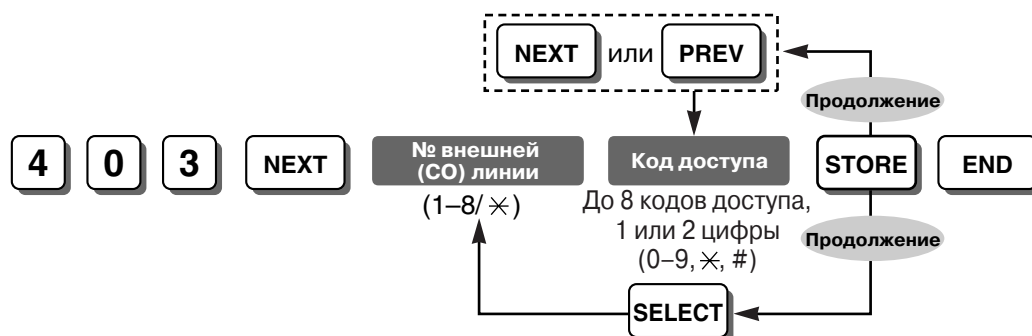 NEXT или PREV
Продолжение
4 0 3 NEXT
№ внешней
(CO) линии
Код доступа
STORE
END
(1–8/ ✳)
До 8 кодов доступа,
1 или 2 цифры
(0–9, ✳, #)
Продолжение
SELECT